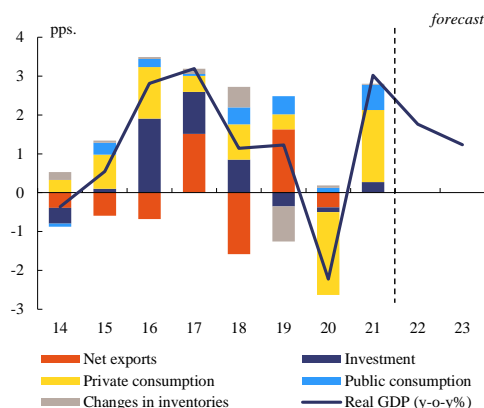 forecast
pps.
4
3
2
1
0
-1
-2
-3
14 15 16 17 18 19 20 21 22 23
Net exports Investment
Private consumption Public consumption
Changes in inventories Real GDP (y-o-y%)